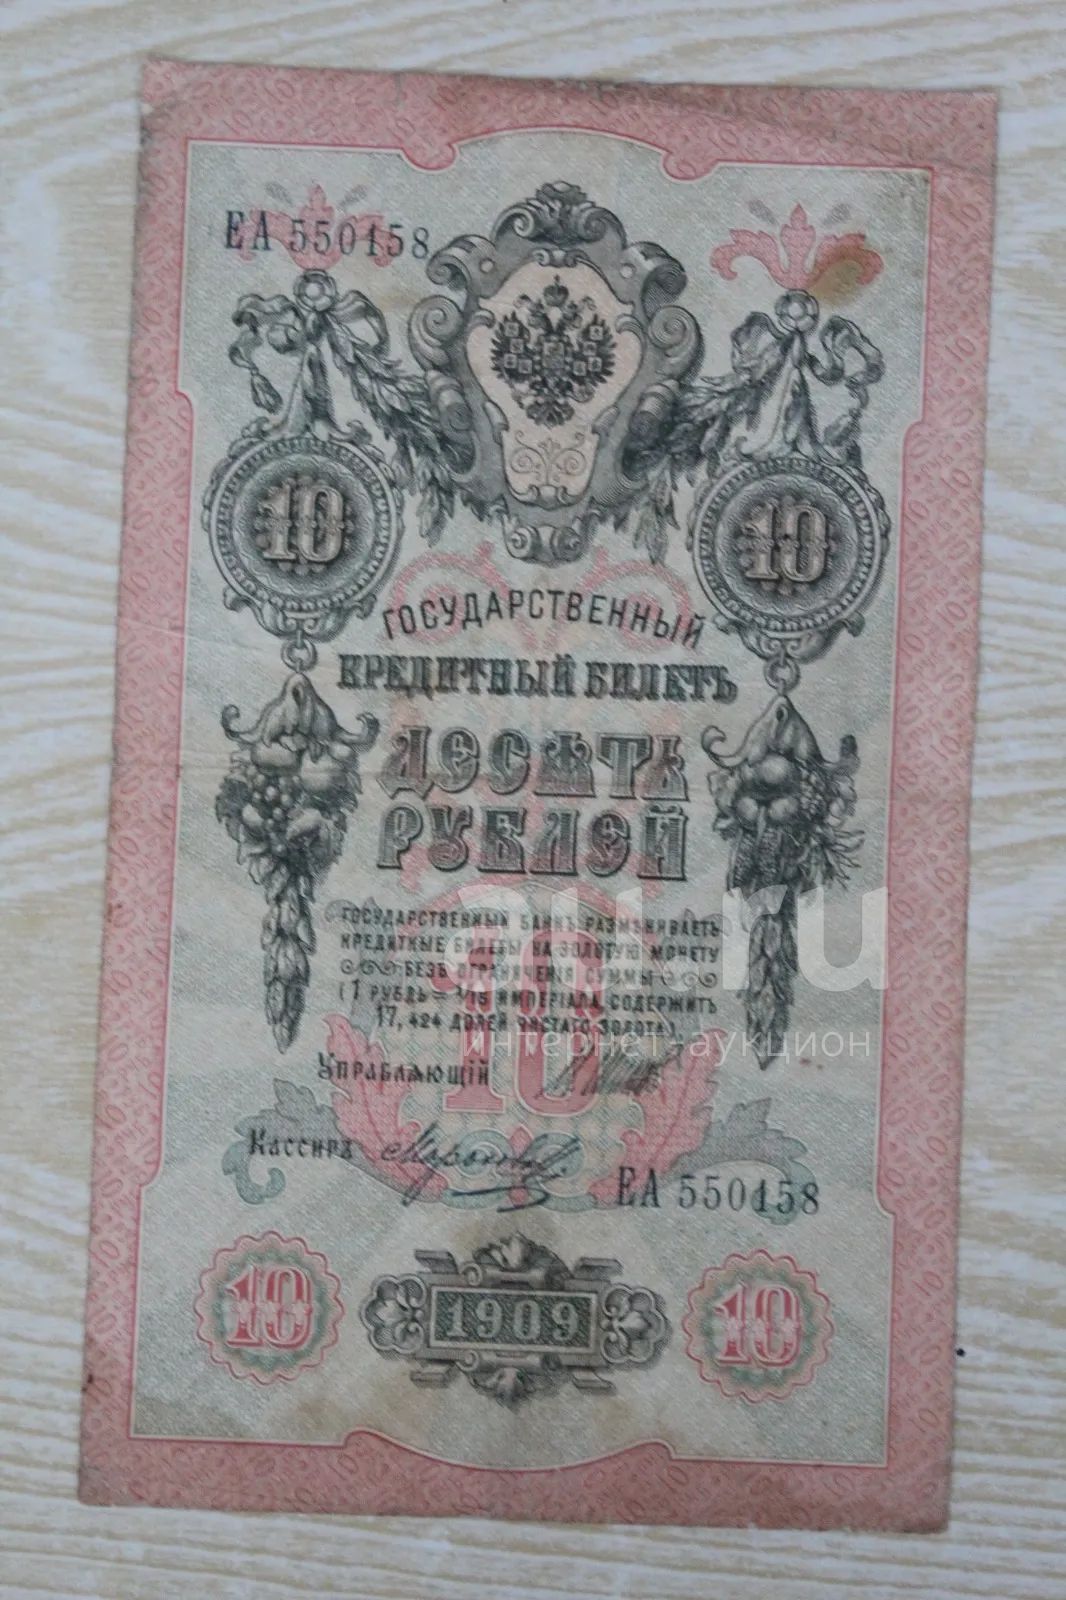 ЕА 550158
10
10
ГОСУДАРСТВЕННЫЙ
КРЕДИТНЫЙ БИЛЕТЪ
ДЕСѦТЬ
РУБЛЕЙ
ГОСУДАРСТВЕННЫЙ БАНКЪ РАЗМѢНИВАЕТЪ
КРЕДИТНЫЕ БИЛЕТЫ НА ЗОЛОТУЮ МОНЕТУ
БЕЗЪ ОГРАНИЧЕНІЯ СУММЫ
(1 РУБЛЬ = 1/15 ИМПЕРІАЛА, СОДЕРЖИТЪ
17,424 ДОЛЕЙ ЧИСТАГО ЗОЛОТА).
10
Управляющій
Кассиръ
ЕА 550158
10
1909
10
au.ru
интернет аукцион